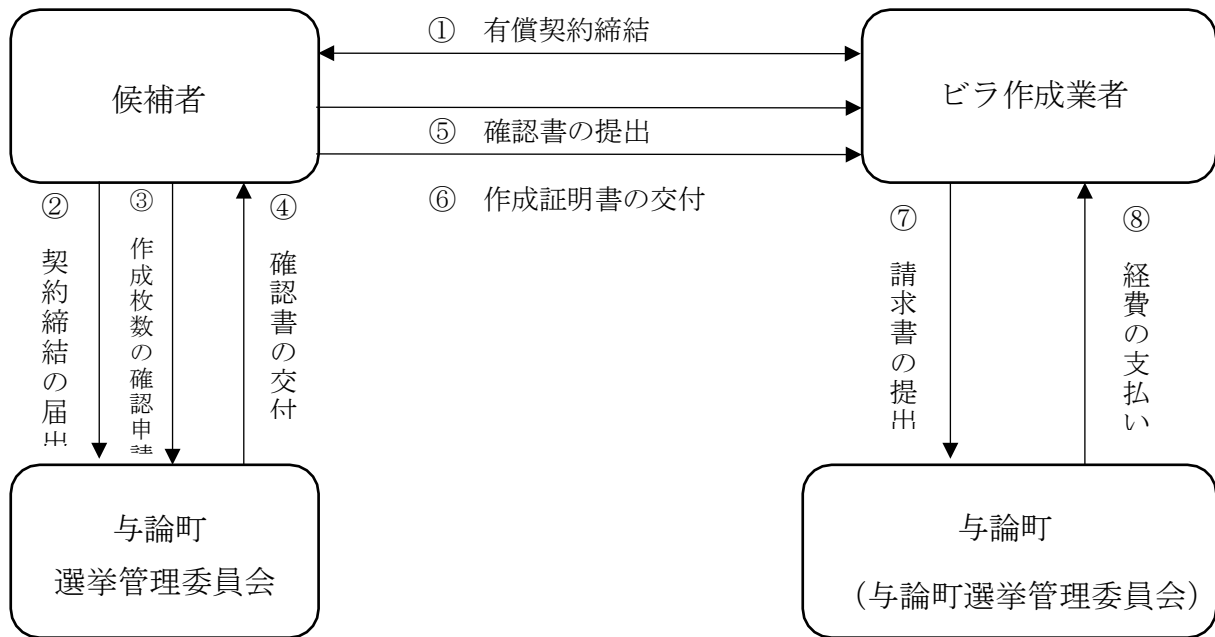 ① 有償契約締結
候補者
ビラ作成業者
⑤ 確認書の提出
⑥ 作成証明書の交付
② 契約締結の届出
③ 作成枚数の確認申請
④ 確認書の交付
⑦ 請求書の提出
⑧ 経費の支払い
与論町
選挙管理委員会
与論町
（与論町選挙管理委員会）